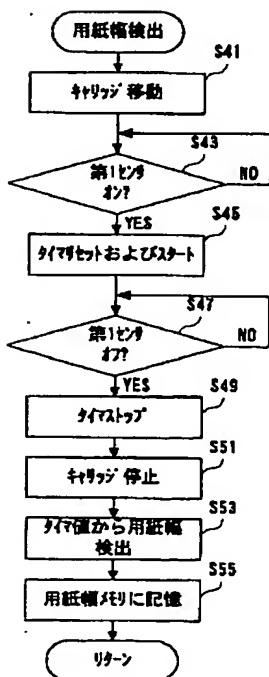 用紙幅検出
S41
キャリッジ移動
S43
第1センサ
オン?
NO
YES
S45
タイマリセットおよびスタート
S47
第1センサ
オフ?
NO
YES
S49
タイマストップ
S51
キャリッジ停止
S53
タイマ値から用紙幅
検出
S55
用紙幅メモリに記憶
リターン